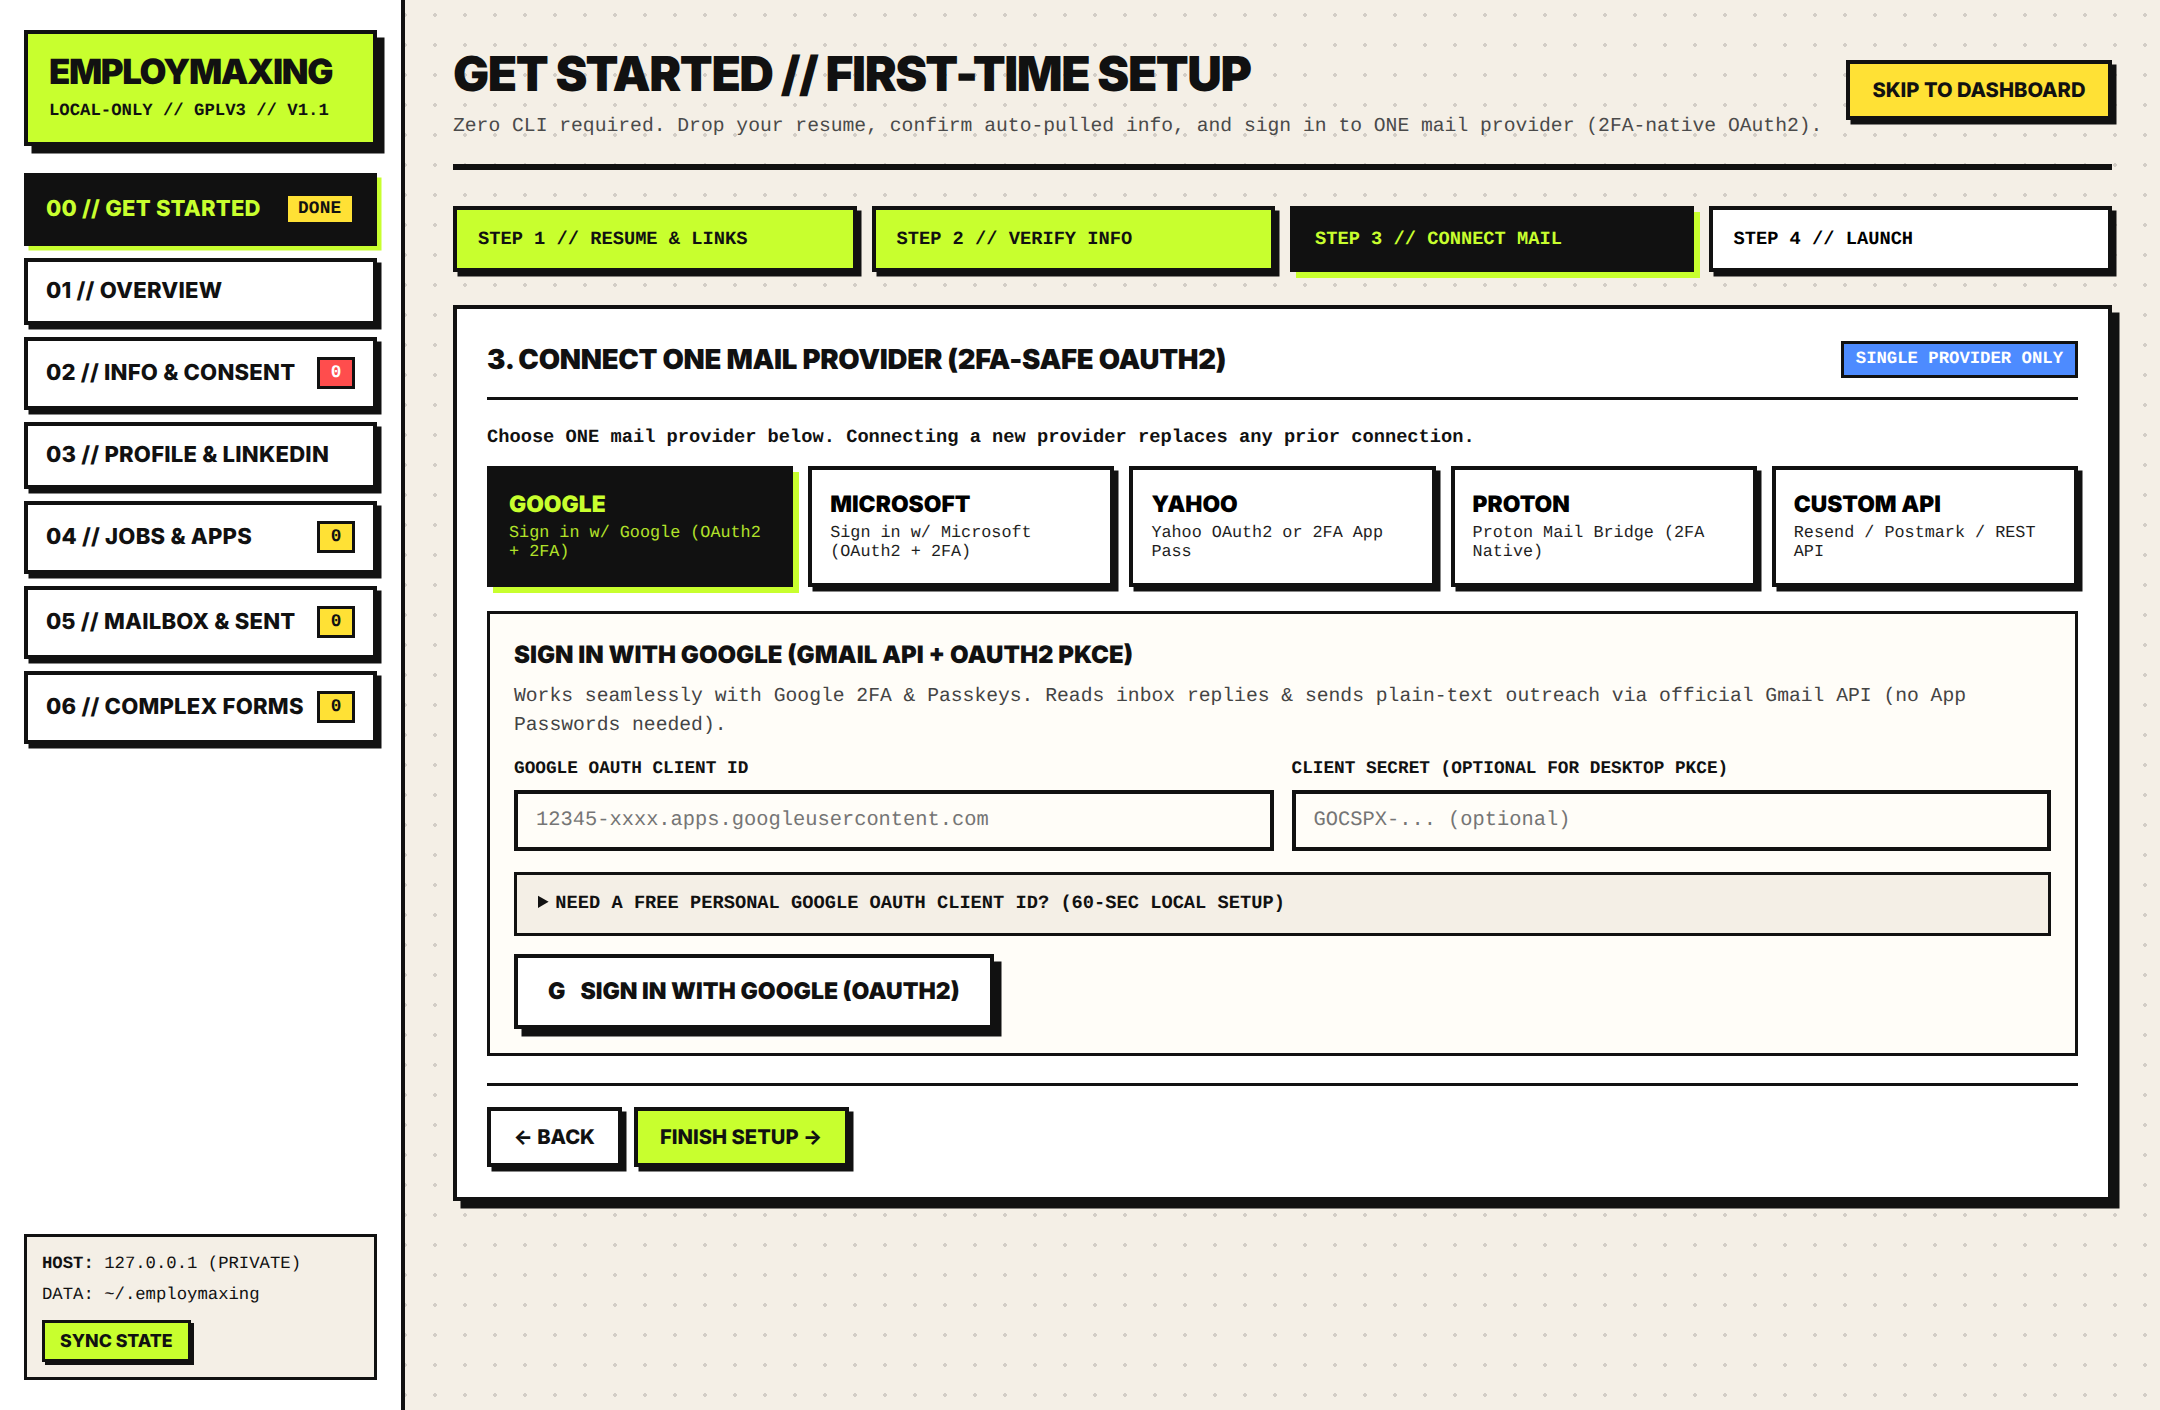 EMPLOYMAXING
LOCAL-ONLY // GPLV3 // V1.1
00 // GET STARTED DONE
01 // OVERVIEW
02 // INFO & CONSENT 0
03 // PROFILE & LINKEDIN
04 // JOBS & APPS 0
05 // MAILBOX & SENT 0
06 // COMPLEX FORMS 0
HOST: 127.0.0.1 (PRIVATE)
DATA: ~/.employmaxing
SYNC STATE
GET STARTED // FIRST-TIME SETUP
Zero CLI required. Drop your resume, confirm auto-pulled info, and sign in to ONE mail provider (2FA-native OAuth2).
SKIP TO DASHBOARD
STEP 1 // RESUME & LINKS
STEP 2 // VERIFY INFO
STEP 3 // CONNECT MAIL
STEP 4 // LAUNCH
3. CONNECT ONE MAIL PROVIDER (2FA-SAFE OAUTH2)
SINGLE PROVIDER ONLY
Choose ONE mail provider below. Connecting a new provider replaces any prior connection.
GOOGLE
Sign in w/ Google (OAuth2
+ 2FA)
MICROSOFT
Sign in w/ Microsoft
(OAuth2 + 2FA)
YAHOO
Yahoo OAuth2 or 2FA App
Pass
PROTON
Proton Mail Bridge (2FA
Native)
CUSTOM API
Resend / Postmark / REST
API
SIGN IN WITH GOOGLE (GMAIL API + OAUTH2 PKCE)
Works seamlessly with Google 2FA & Passkeys. Reads inbox replies & sends plain-text outreach via official Gmail API (no App
Passwords needed).
GOOGLE OAUTH CLIENT ID
12345-xxxx.apps.googleusercontent.com
CLIENT SECRET (OPTIONAL FOR DESKTOP PKCE)
GOCSPX-... (optional)
▶ NEED A FREE PERSONAL GOOGLE OAUTH CLIENT ID? (60-SEC LOCAL SETUP)
G SIGN IN WITH GOOGLE (OAUTH2)
← BACK
FINISH SETUP →